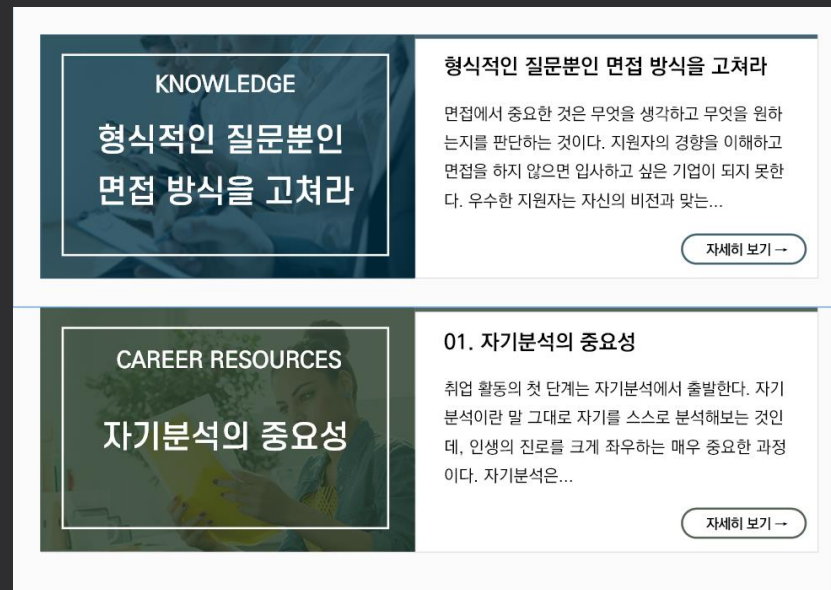 KNOWLEDGE
형식적인 질문뿐인
면접 방식을 고쳐라
형식적인 질문뿐인 면접 방식을 고쳐라
면접에서 중요한 것은 무엇을 생각하고 무엇을 원하
는지를 판단하는 것이다. 지원자의 경향을 이해하고
면접을 하지 않으면 입사하고 싶은 기업이 되지 못한
다. 우수한 지원자는 자신의 비전과 맞는...
자세히 보기→
CAREER RESOURCES
자기분석의 중요성
01. 자기분석의 중요성
취업 활동의 첫 단계는 자기분석에서 출발한다. 자기
분석이란 말 그대로 자기를 스스로 분석해보는 것인
데, 인생의 진로를 크게 좌우하는 매우 중요한 과정
이다. 자기분석은...
자세히 보기→